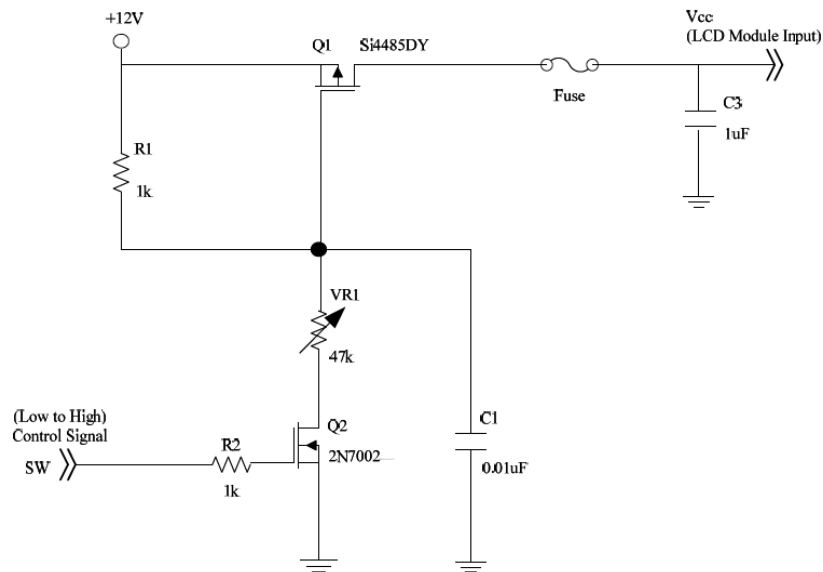 +12V
Vcc
(LCD Module Input)
Q1
Si4485DY
Fuse
C3
1uF
R1
1k
VR1
47k
(Low to High)
Control Signal
SW
R2
1k
Q2
2N7002
C1
0.01uF